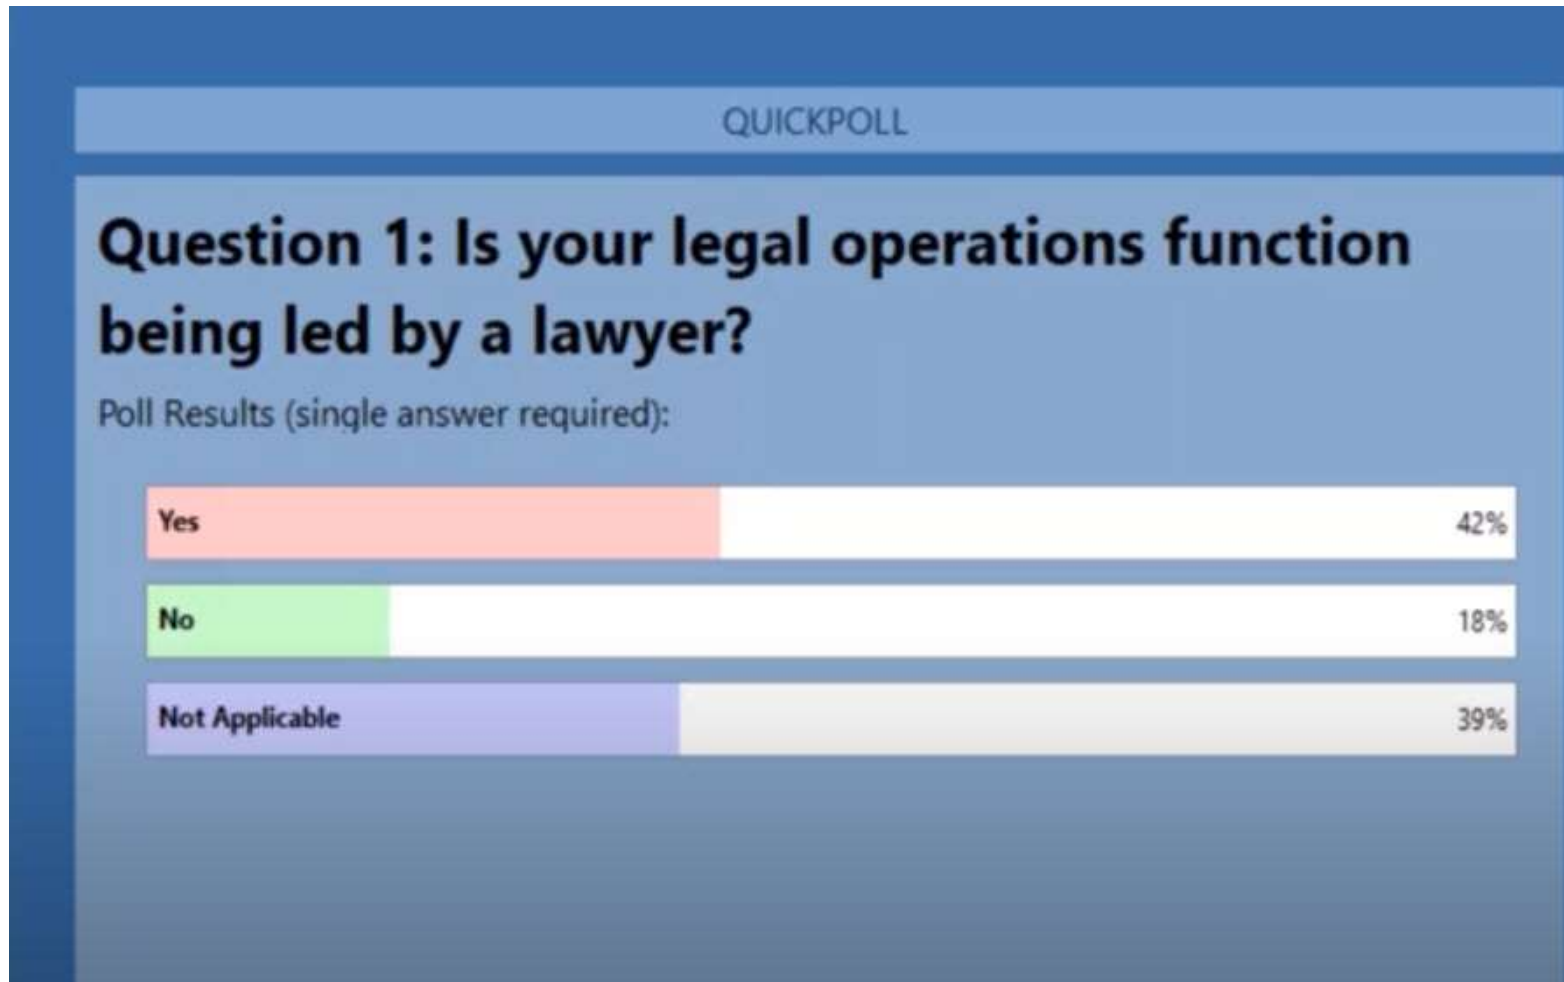 QUICKPOLL
Question 1: Is your legal operations function
being led by a lawyer?
Poll Results (single answer required):
Yes 42%
No 18%
Not Applicable 39%